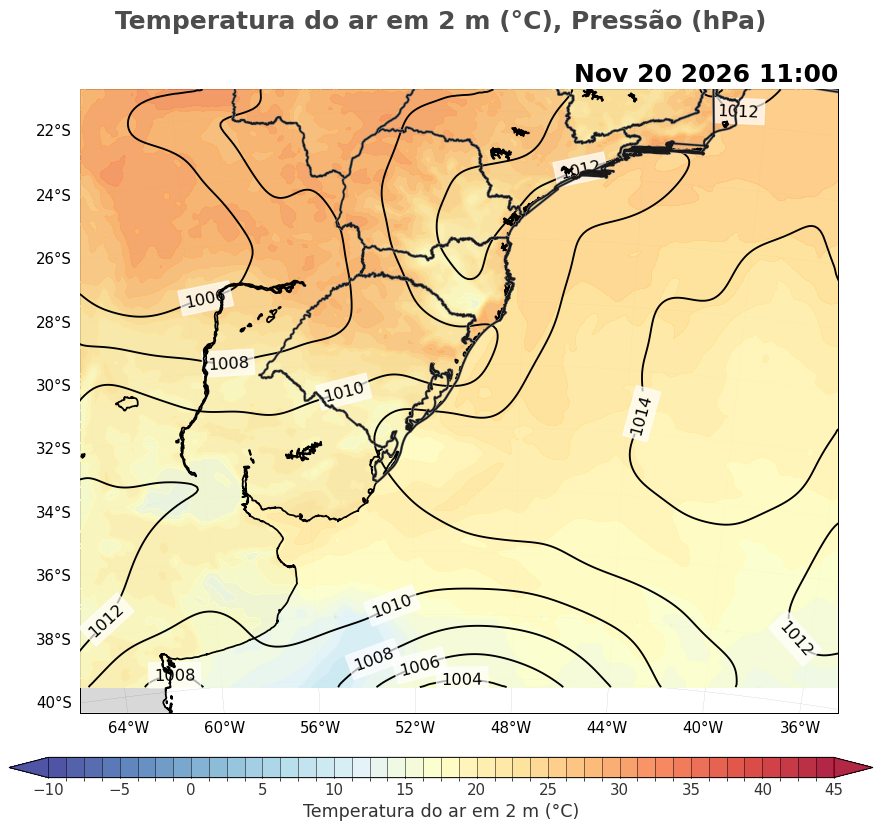 Temperatura do ar em 2 m (°C), Pressão (hPa)
Nov 20 2026 11:00
22°S
24°S
26°S
28°S
30°S
32°S
34°S
36°S
38°S
40°S
1012
1012
1006
1008
1010
1014
1012
1010
1008
1006
1004
1008
1012
64°W
60°W
56°W
52°W
48°W
44°W
40°W
36°W
−10
−5
0
5
10
15
20
25
30
35
40
45
Temperatura do ar em 2 m (°C)